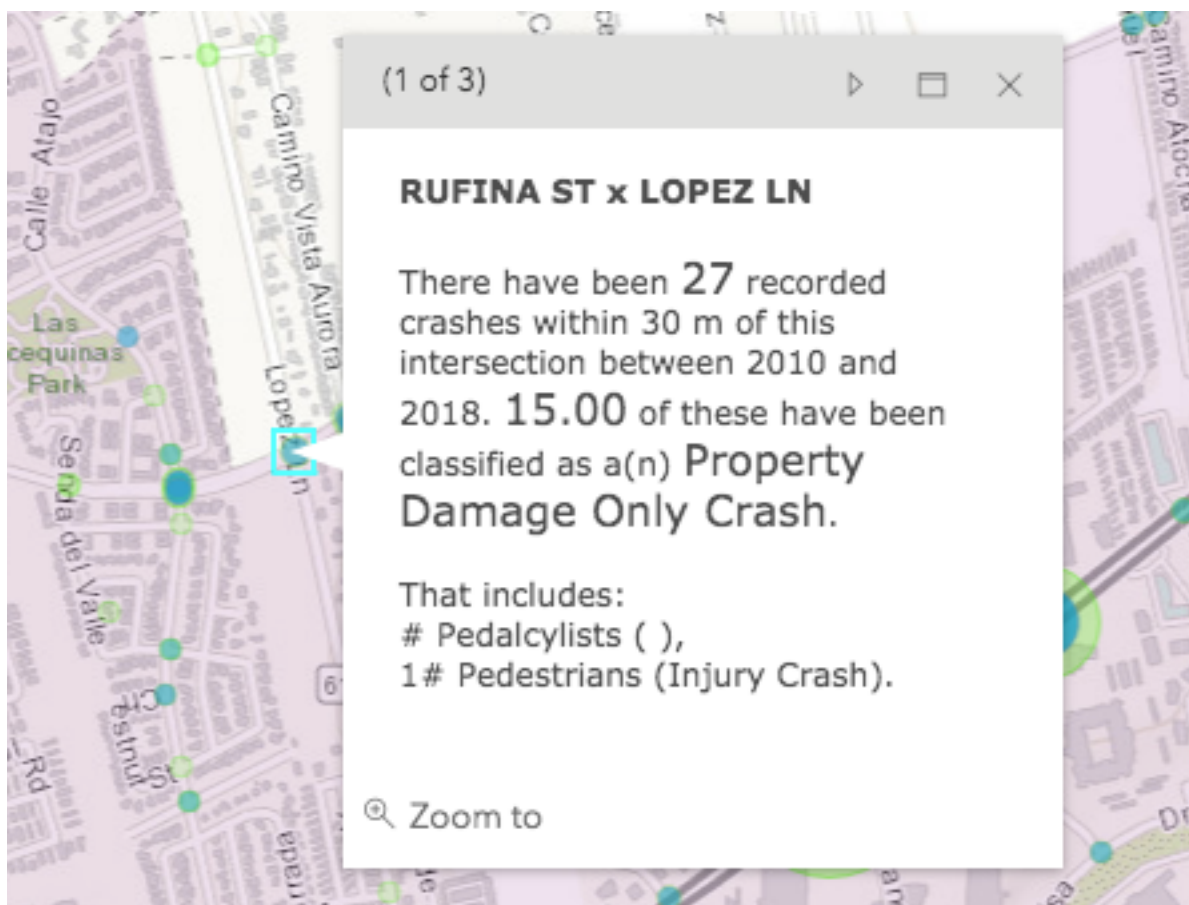 (1 of 3)
RUFINA ST x LOPEZ LN
There have been 27 recorded
crashes within 30 m of this
intersection between 2010 and
2018. 15.00 of these have been
classified as a(n) Property
Damage Only Crash.
That includes:
# Pedalcylists ( ),
1# Pedestrians (Injury Crash).
Zoom to
Calle Atajo
Camino Vista Aurora
Las
cequinas
Park
Lopez Ln
Senda del Valle
Rd